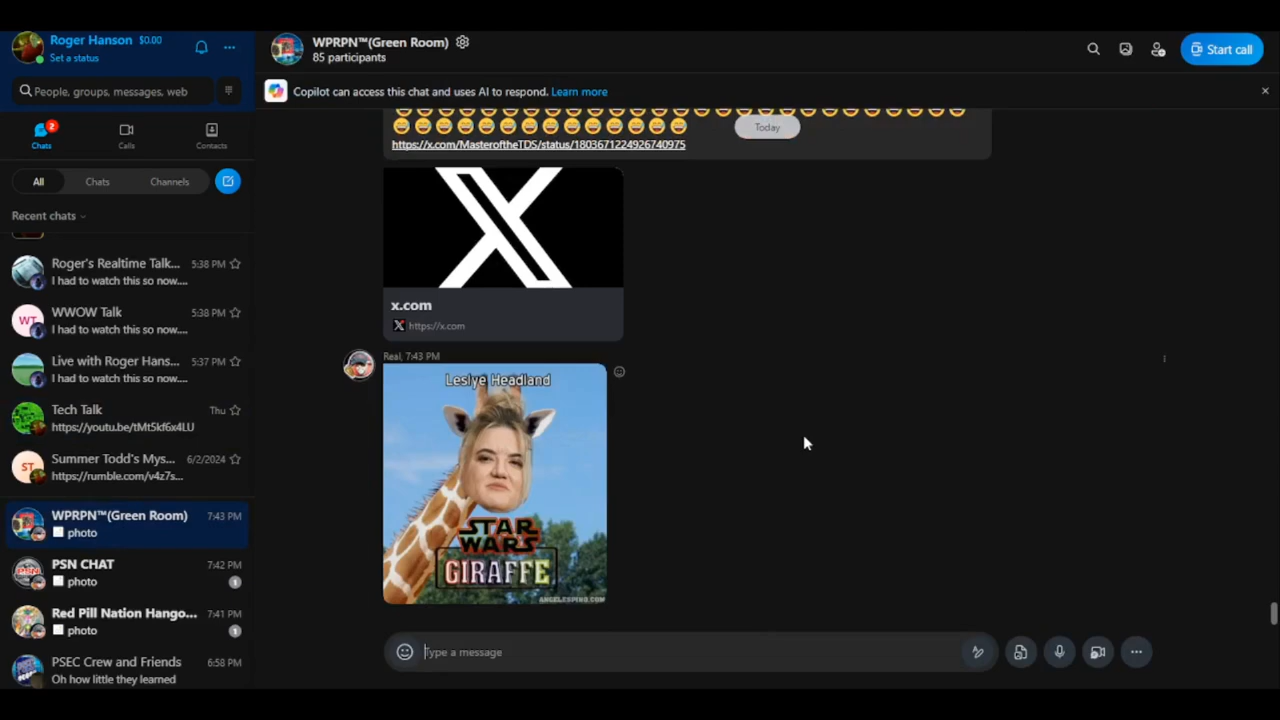 Roger Hanson $0.00
Set a status
People, groups, messages, web
Chats 2
Calls
Contacts
All
Chats
Channels
Recent chats
Roger's Realtime Talk... 5:38 PM
I had to watch this so now....
WWOW Talk 5:38 PM
WT
I had to watch this so now....
Live with Roger Hans... 5:37 PM
I had to watch this so now....
Tech Talk Thu
https://youtu.be/tMt5kf6x4LU
Summer Todd's Mys... 6/2/2024
ST
https://rumble.com/v4z7s...
WPRPN™(Green Room) 7:43 PM
photo
PSN CHAT 7:42 PM
photo 1
Red Pill Nation Hango... 7:41 PM
photo 1
PSEC Crew and Friends 6:58 PM
Oh how little they learned
WPRPN™(Green Room)
85 participants
Start call
Copilot can access this chat and uses AI to respond. Learn more
Today
https://x.com/MasteroftheTDS/status/1803671224926740975
X
x.com
X https://x.com
Real, 7:43 PM
Leslye Headland
STAR
WARS
GIRAFFE
ANGELESPINO.COM
Type a message